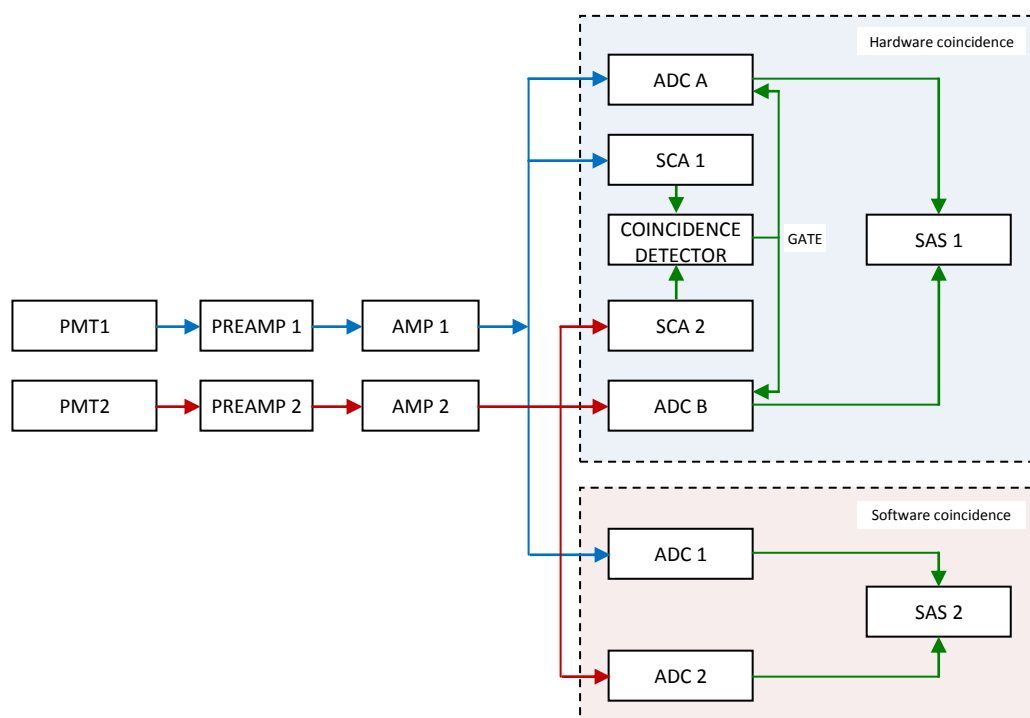 Hardware coincidence
ADC A
SCA 1
COINCIDENCE
DETECTOR
GATE
SAS 1
PMT1
PREAMP 1
AMP 1
SCA 2
PMT2
PREAMP 2
AMP 2
ADC B
Software coincidence
ADC 1
SAS 2
ADC 2